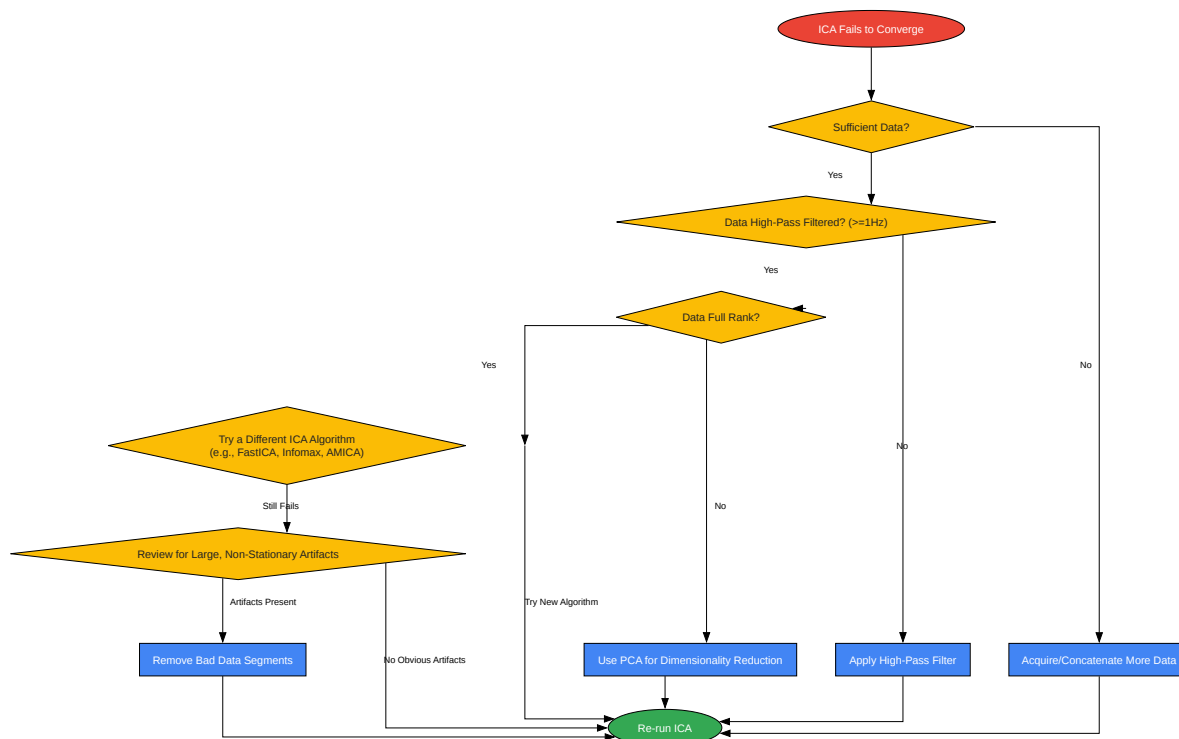 ICA Fails to Converge
Sufficient Data?
Yes
Data High-Pass Filtered? (>=1Hz)
Yes
Data Full Rank?
Yes
No
Try a Different ICA Algorithm
(e.g., FastICA, Infomax, AMICA)
No
Still Fails
No
Review for Large, Non-Stationary Artifacts
Artifacts Present
Try New Algorithm
Remove Bad Data Segments
No Obvious Artifacts
Use PCA for Dimensionality Reduction
Apply High-Pass Filter
Acquire/Concatenate More Data
Re-run ICA